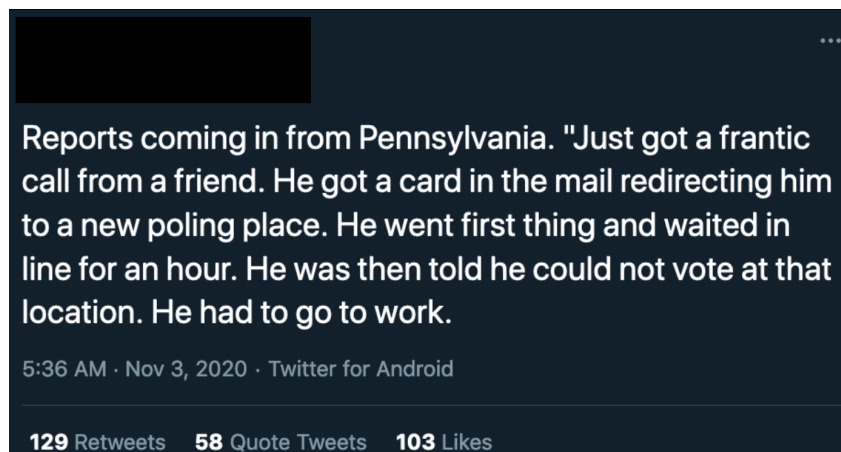 Reports coming in from Pennsylvania. "Just got a frantic
call from a friend. He got a card in the mail redirecting him
to a new poling place. He went first thing and waited in
line for an hour. He was then told he could not vote at that
location. He had to go to work.
5:36 AM · Nov 3, 2020 · Twitter for Android
129 Retweets 58 Quote Tweets 103 Likes